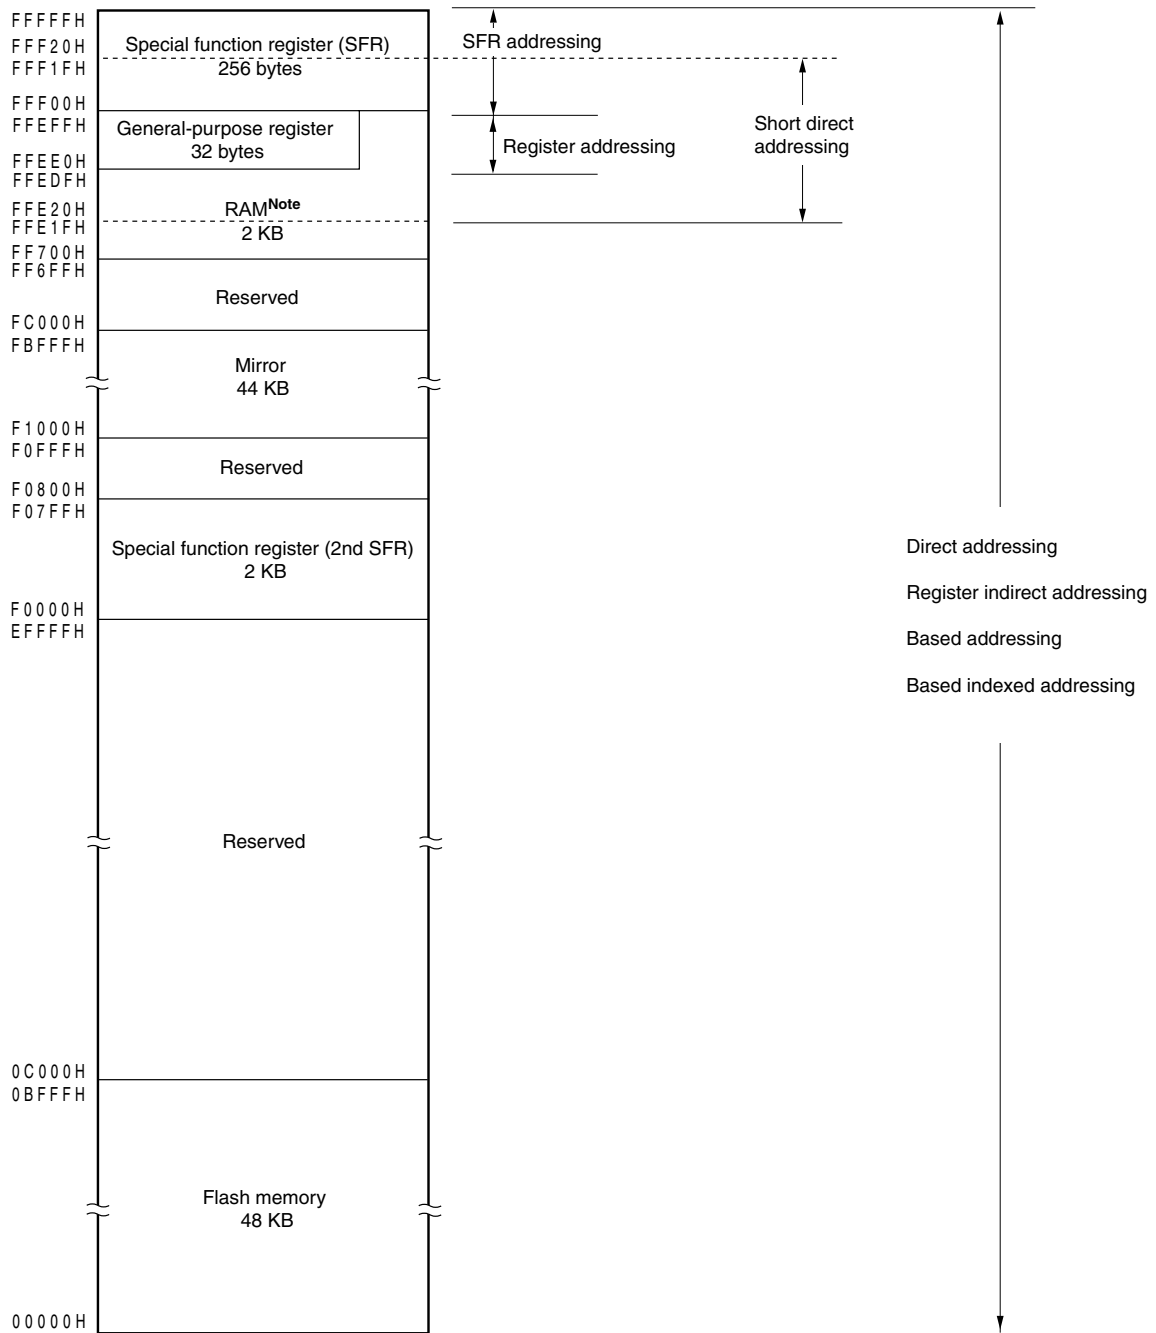 FFFFFH
FFF20H
FFF1FH
FFF00H
FFEFFH
FFEE0H
FFEDFH
FFE20H
FFE1FH
FF700H
FF6FFH
FC000H
FBFFFH
F1000H
F0FFFH
F0800H
F07FFH
F0000H
EFFFFH
0C000H
0BFFFH
00000H
Special function register (SFR)
256 bytes
General-purpose register
32 bytes
RAMNote
2 KB
Reserved
Mirror
44 KB
Reserved
Special function register (2nd SFR)
2 KB
Reserved
Flash memory
48 KB
SFR addressing
Register addressing
Short direct
addressing
Direct addressing
Register indirect addressing
Based addressing
Based indexed addressing